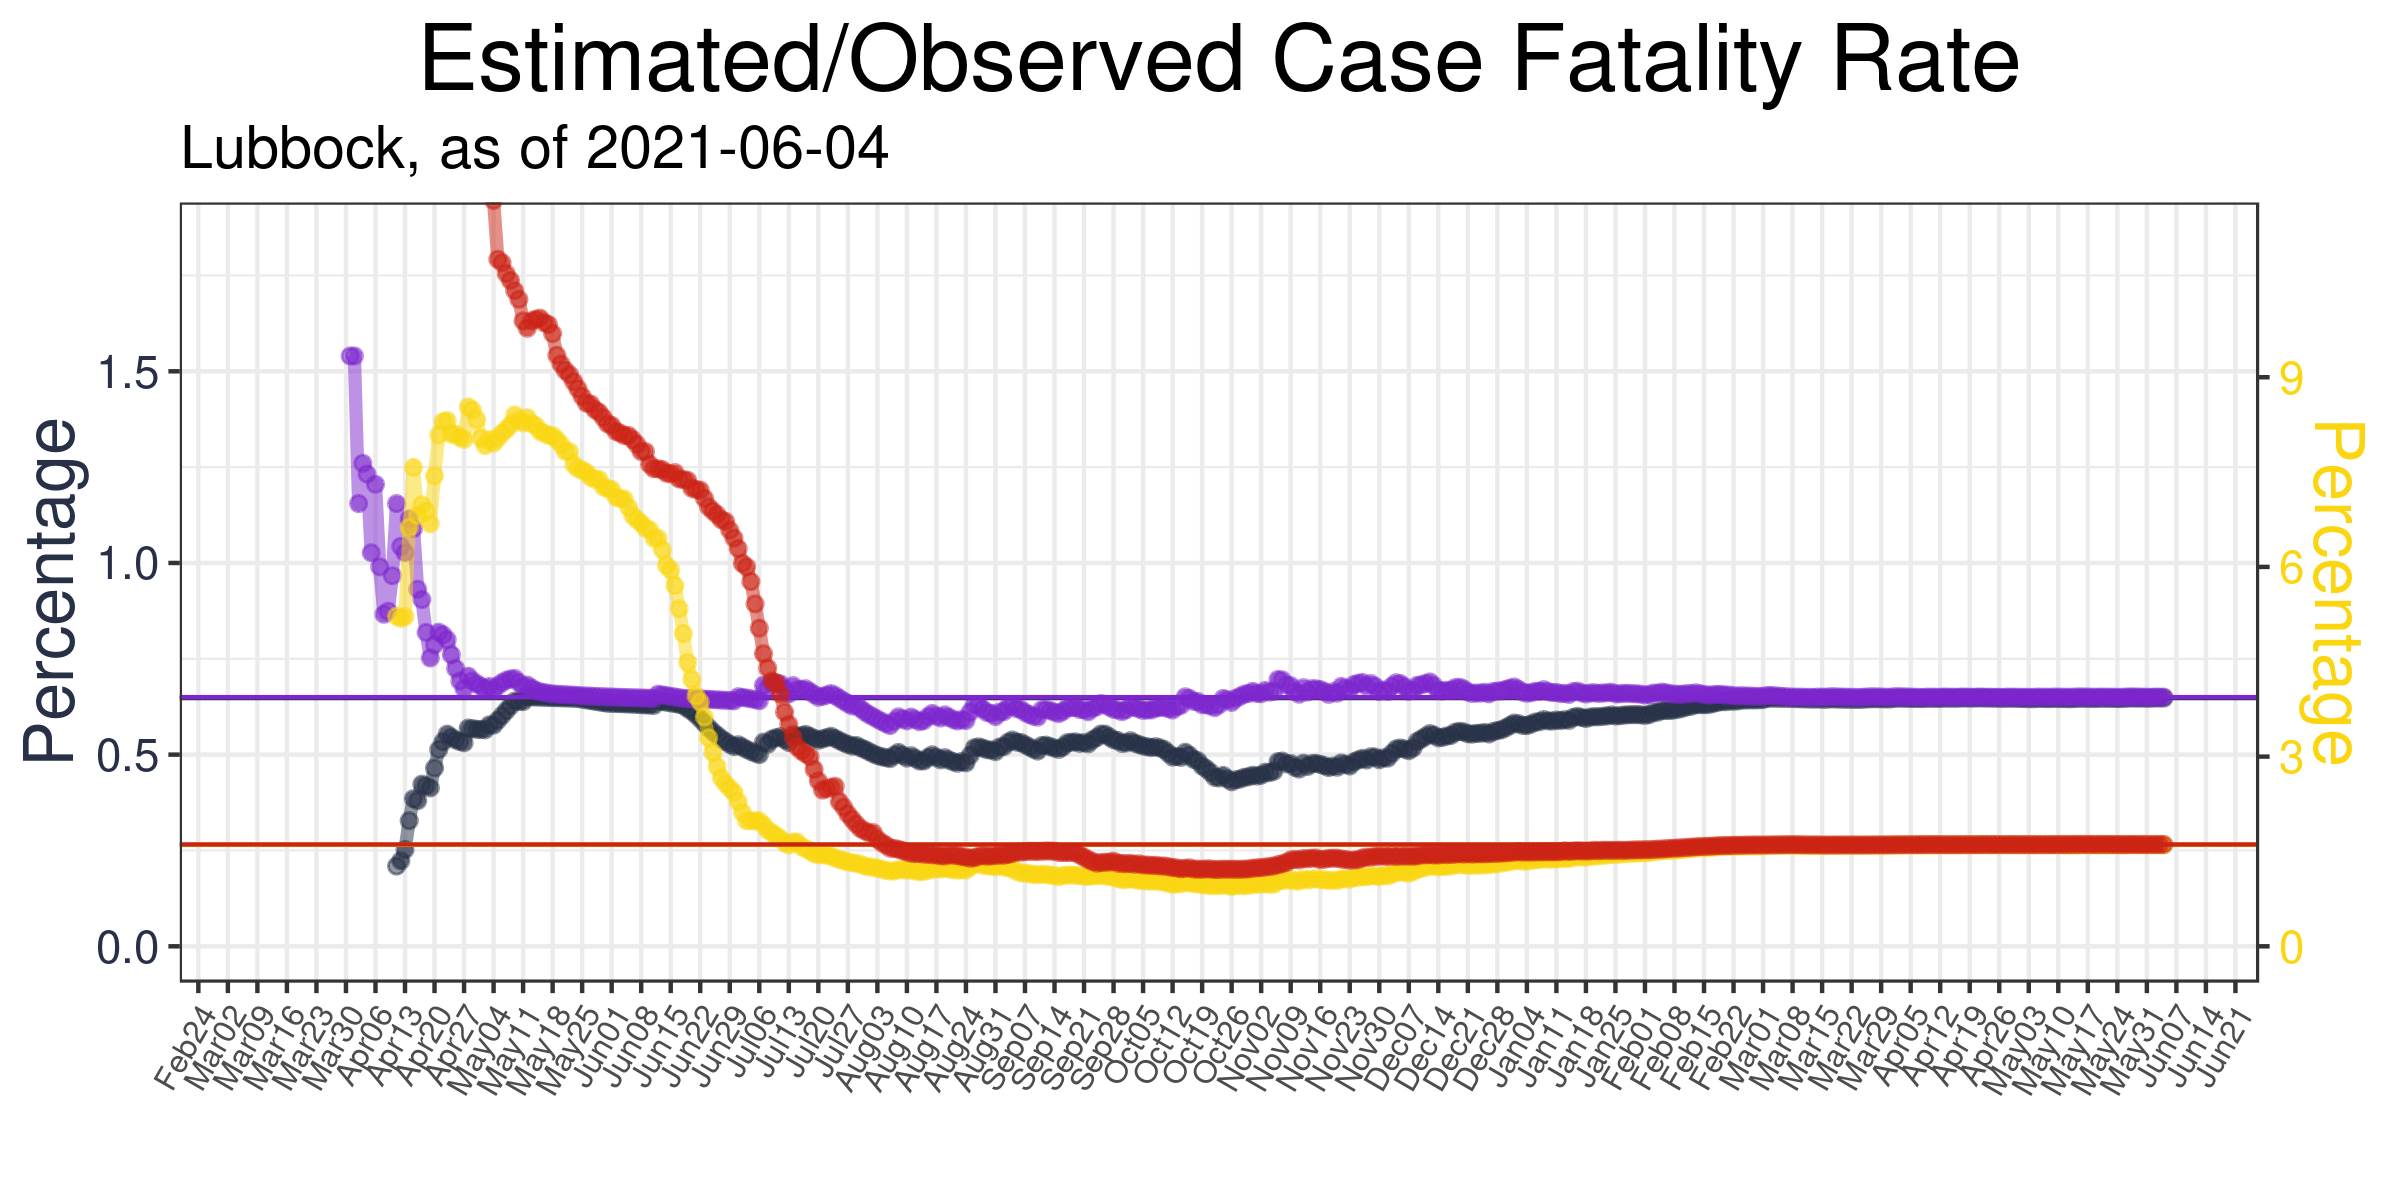 Estimated/Observed Case Fatality Rate
Lubbock, as of 2021-06-04
Percentage
1.5
1.0
0.5
0.0
9
6
3
0
Percentage
Feb24
Mar02
Mar09
Mar16
Mar23
Mar30
Apr06
Apr13
Apr20
Apr27
May04
May11
May18
May25
Jun01
Jun08
Jun15
Jun22
Jun29
Jul06
Jul13
Jul20
Jul27
Aug03
Aug10
Aug17
Aug24
Aug31
Sep07
Sep14
Sep21
Sep28
Oct05
Oct12
Oct19
Oct26
Nov02
Nov09
Nov16
Nov23
Nov30
Dec07
Dec14
Dec21
Dec28
Jan04
Jan11
Jan18
Jan25
Feb01
Feb08
Feb15
Feb22
Mar01
Mar08
Mar15
Mar22
Mar29
Apr05
Apr12
Apr19
Apr26
May03
May10
May17
May24
May31
Jun07
Jun14
Jun21